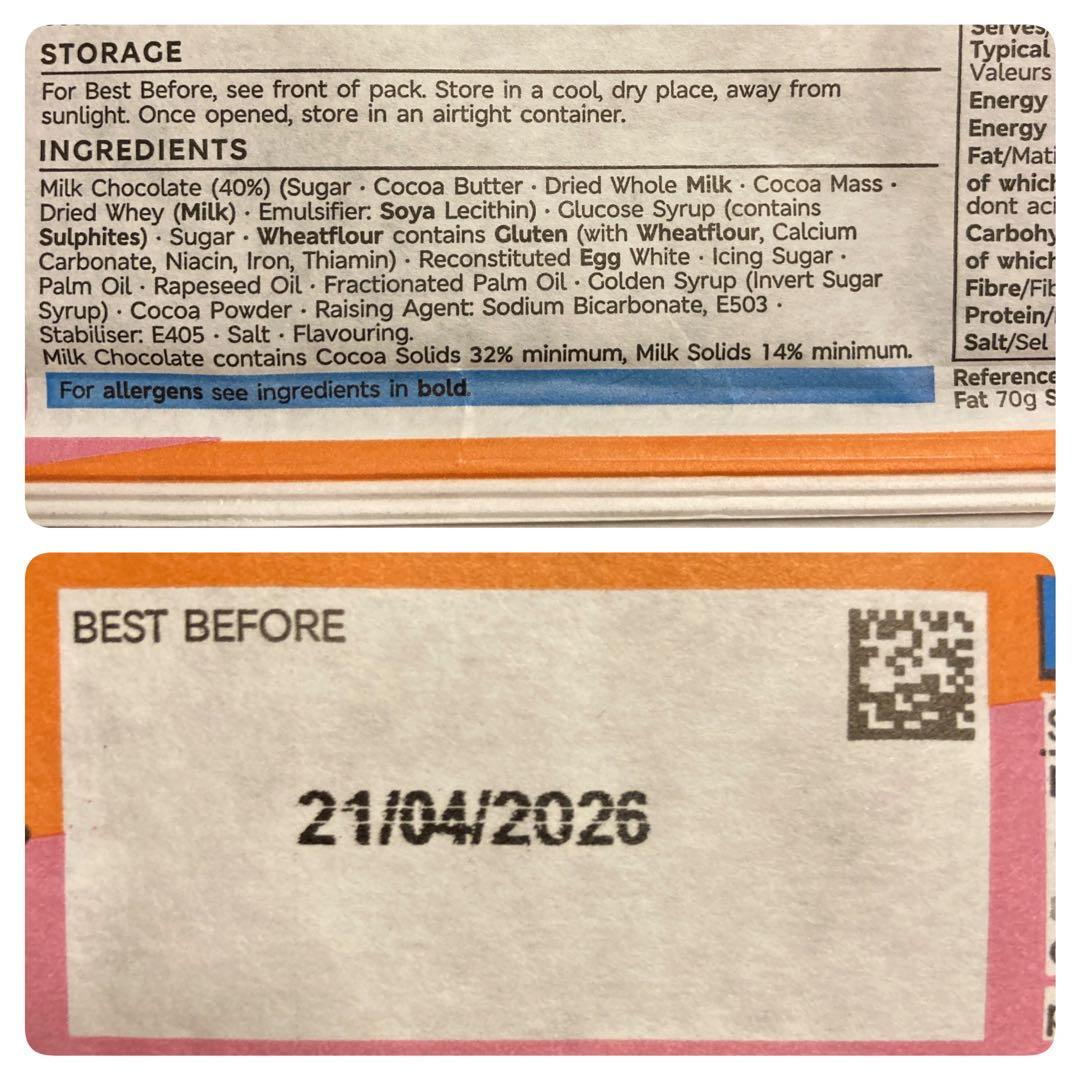 STORAGE
For Best Before, see front of pack. Store in a cool, dry place, away from
sunlight. Once opened, store in an airtight container.
INGREDIENTS
Milk Chocolate (40%) (Sugar · Cocoa Butter · Dried Whole Milk · Cocoa Mass ·
Dried Whey (Milk) · Emulsifier: Soya Lecithin) · Glucose Syrup (contains
Sulphites) · Sugar · Wheatflour contains Gluten (with Wheatflour, Calcium
Carbonate, Niacin, Iron, Thiamin) · Reconstituted Egg White · Icing Sugar ·
Palm Oil · Rapeseed Oil · Fractionated Palm Oil · Golden Syrup (Invert Sugar
Syrup) · Cocoa Powder · Raising Agent: Sodium Bicarbonate, E503 ·
Stabiliser: E405 · Salt · Flavouring.
Milk Chocolate contains Cocoa Solids 32% minimum, Milk Solids 14% minimum.
For allergens see ingredients in bold.
Serves/
Typical
Valeurs
Energy
Energy
Fat/Mati
of which
dont aci
Carbohy
of which
Fibre/Fib
Protein/
Salt/Sel
Reference
Fat 70g S
BEST BEFORE
21/04/2026